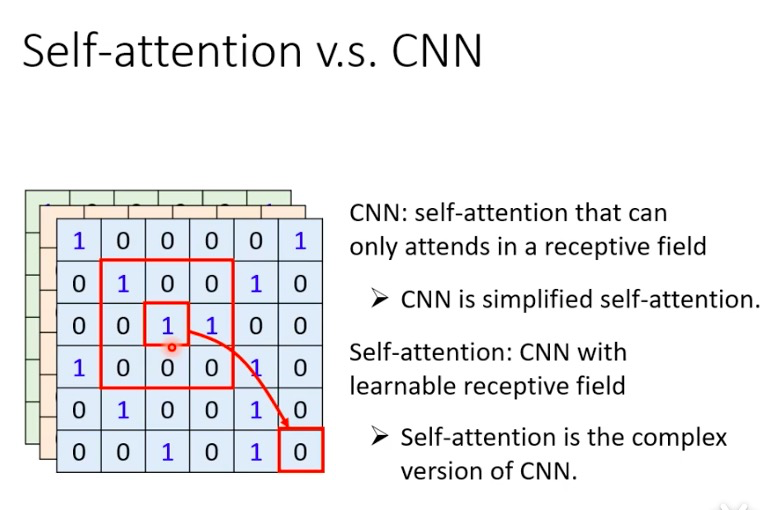 Self-attention v.s. CNN
1 0 0 0 0 1
0 1 0 0 1 0
0 0 1 1 0 0
1 0 0 0 1 0
0 1 0 0 1 0
0 0 1 0 1 0
CNN: self-attention that can
only attends in a receptive field
➢ CNN is simplified self-attention.
Self-attention: CNN with
learnable receptive field
➢ Self-attention is the complex
version of CNN.